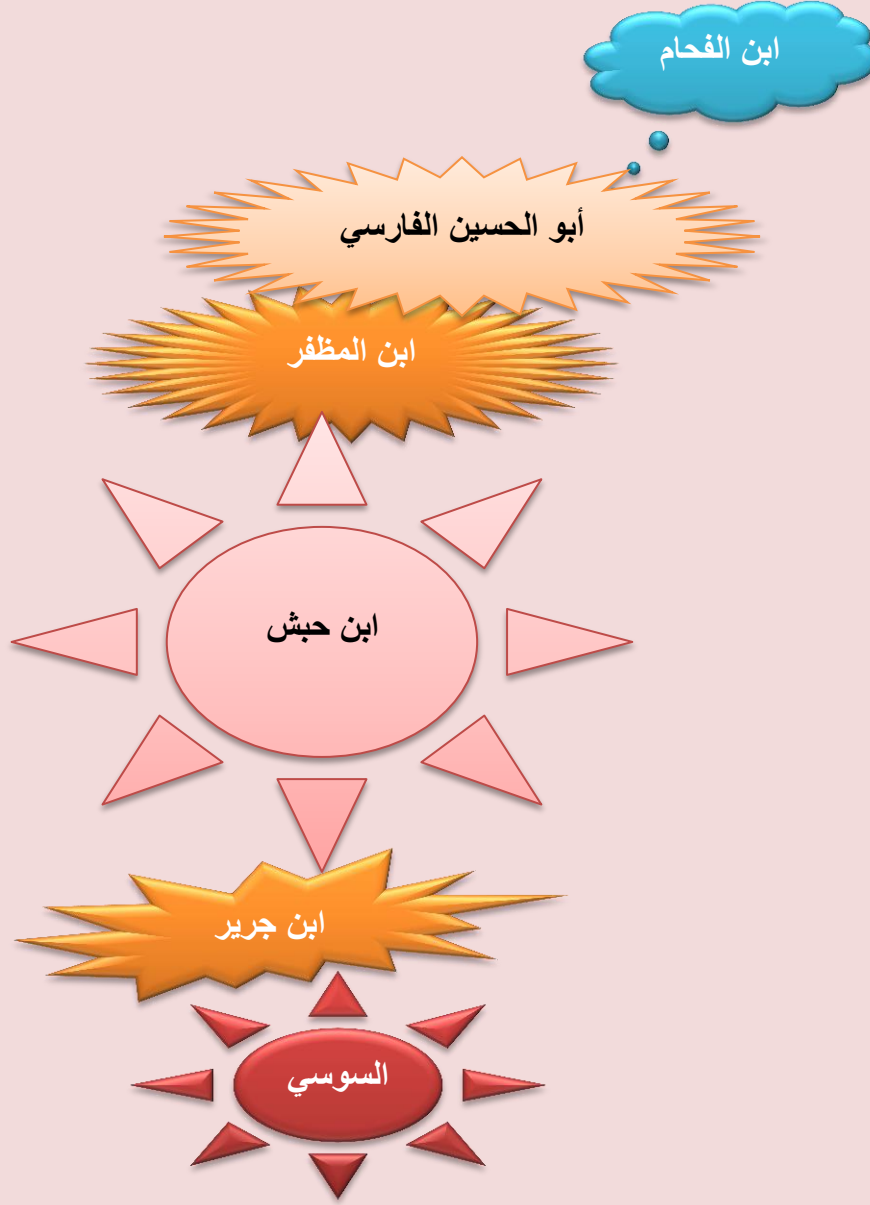 ابن الفحام
أبو الحسين الفارسي
ابن المظفر
ابن حبش
ابن جرير
السوسي